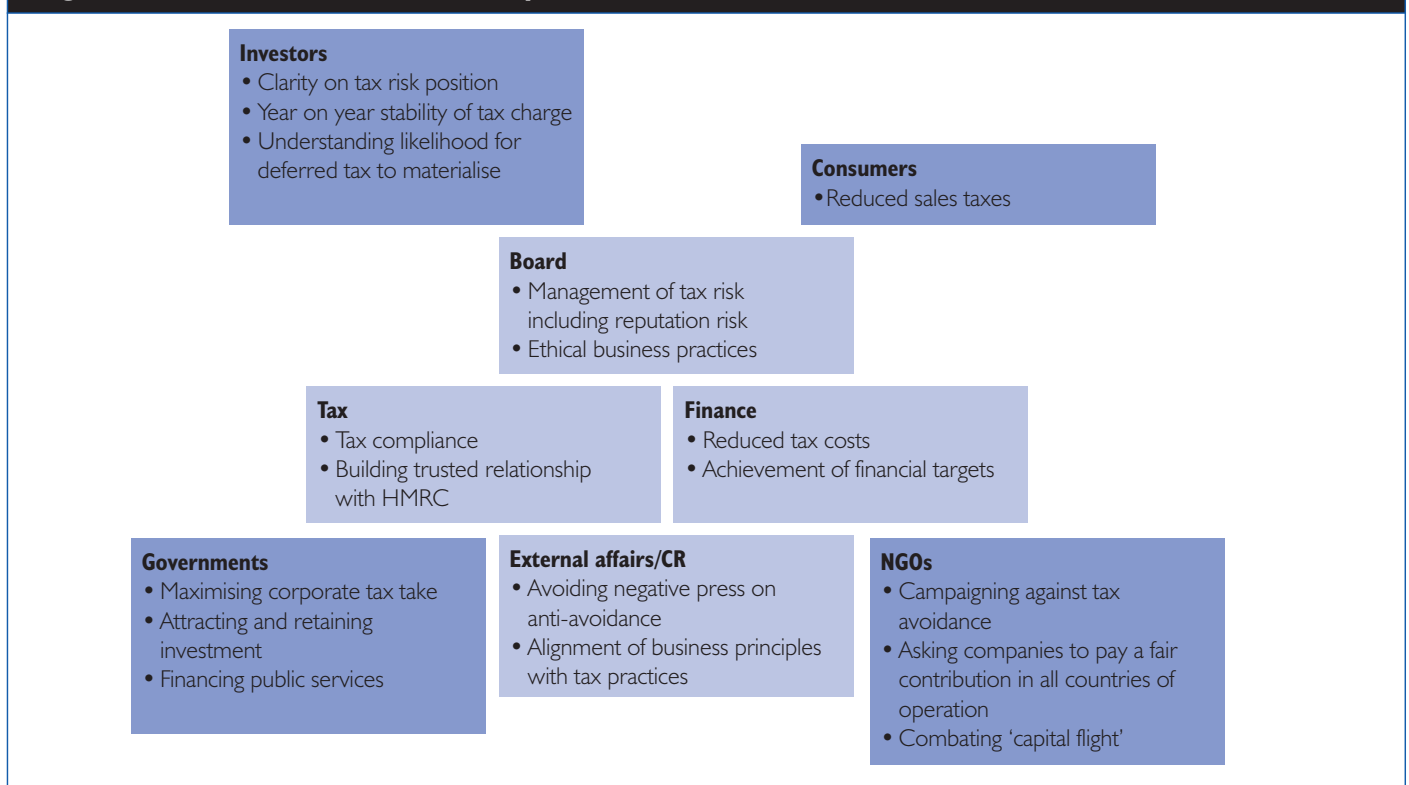 Investors
• Clarity on tax risk position
• Year on year stability of tax charge
• Understanding likelihood for
deferred tax to materialise
Consumers
• Reduced sales taxes
Board
• Management of tax risk
including reputation risk
• Ethical business practices
Tax
• Tax compliance
• Building trusted relationship
with HMRC
Finance
• Reduced tax costs
• Achievement of financial targets
Governments
• Maximising corporate tax take
• Attracting and retaining
investment
• Financing public services
External affairs/CR
• Avoiding negative press on
anti-avoidance
• Alignment of business principles
with tax practices
NGOs
• Campaigning against tax
avoidance
• Asking companies to pay a fair
contribution in all countries of
operation
• Combating ‘capital flight’